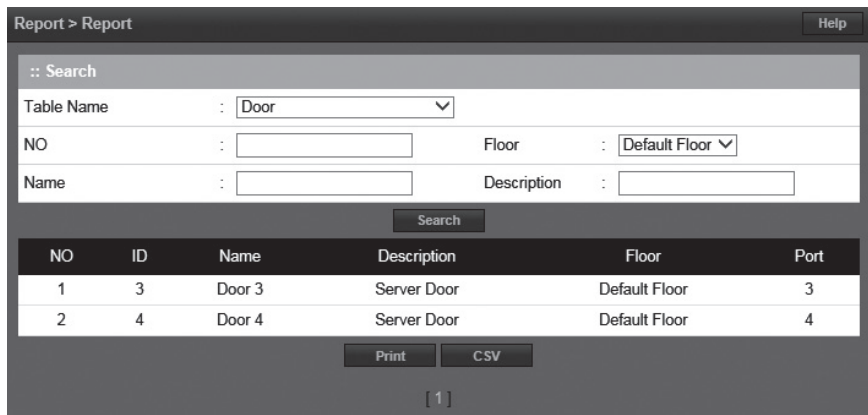 Report > Report Help
:: Search
Table Name : Door
NO : Floor : Default Floor
Name : Description :
Search
NO ID Name Description Floor Port
1 3 Door 3 Server Door Default Floor 3
2 4 Door 4 Server Door Default Floor 4
Print CSV
[ 1 ]